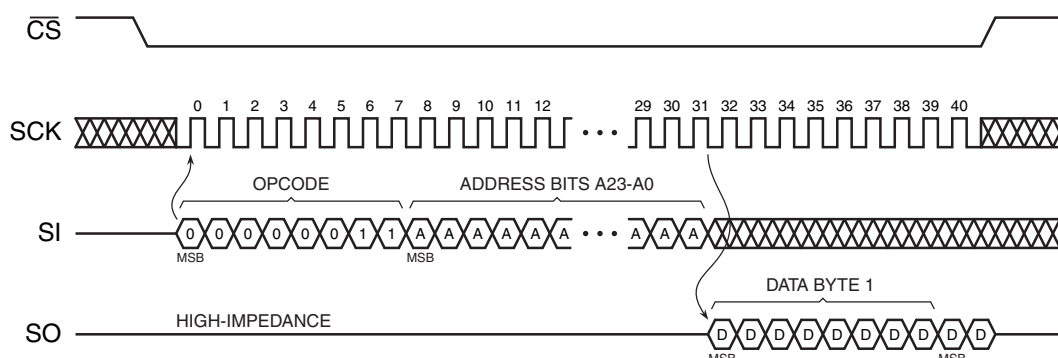 CS
0 1 2 3 4 5 6 7 8 9 10 11 12 29 30 31 32 33 34 35 36 37 38 39 40
SCK
OPCODE ADDRESS BITS A23-A0
SI 0 0 0 0 0 0 1 1 A A A A A A A A A
MSB MSB
DATA BYTE 1
HIGH-IMPEDANCE
SO D D D D D D D D D D
MSB MSB